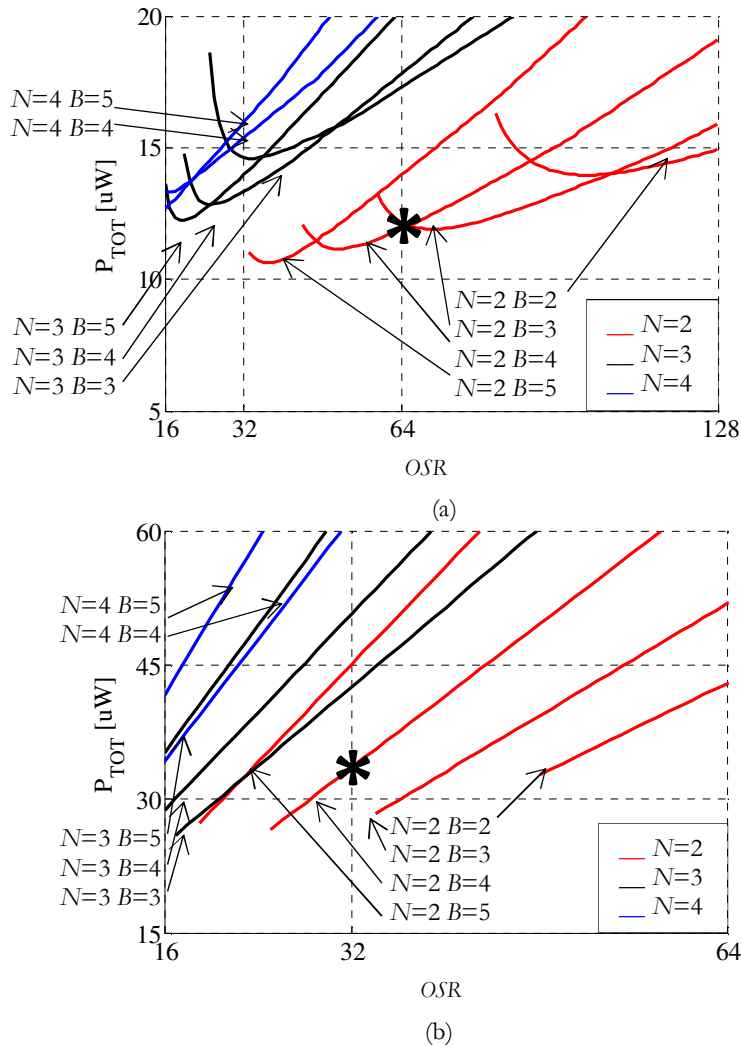 20
15
10
5
P_TOT [uW]
N=4 B=5
N=4 B=4
N=3 B=5
N=3 B=4
N=3 B=3
N=2 B=2
N=2 B=3
N=2 B=4
N=2 B=5
N=2
N=3
N=4
16 32 64 128
OSR
(a)
60
45
30
15
P_TOT [uW]
N=4 B=5
N=4 B=4
N=3 B=5
N=3 B=4
N=3 B=3
N=2 B=2
N=2 B=3
N=2 B=4
N=2 B=5
N=2
N=3
N=4
16 32 64
OSR
(b)